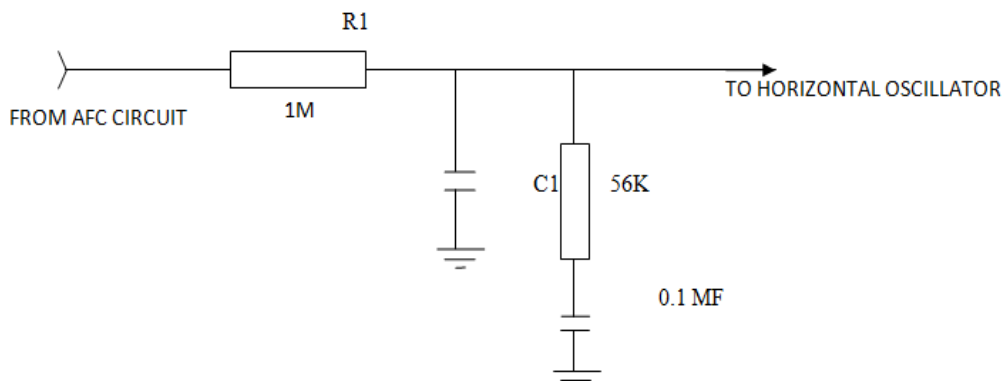 R1
FROM AFC CIRCUIT
1M
TO HORIZONTAL OSCILLATOR
C1
56K
0.1 MF